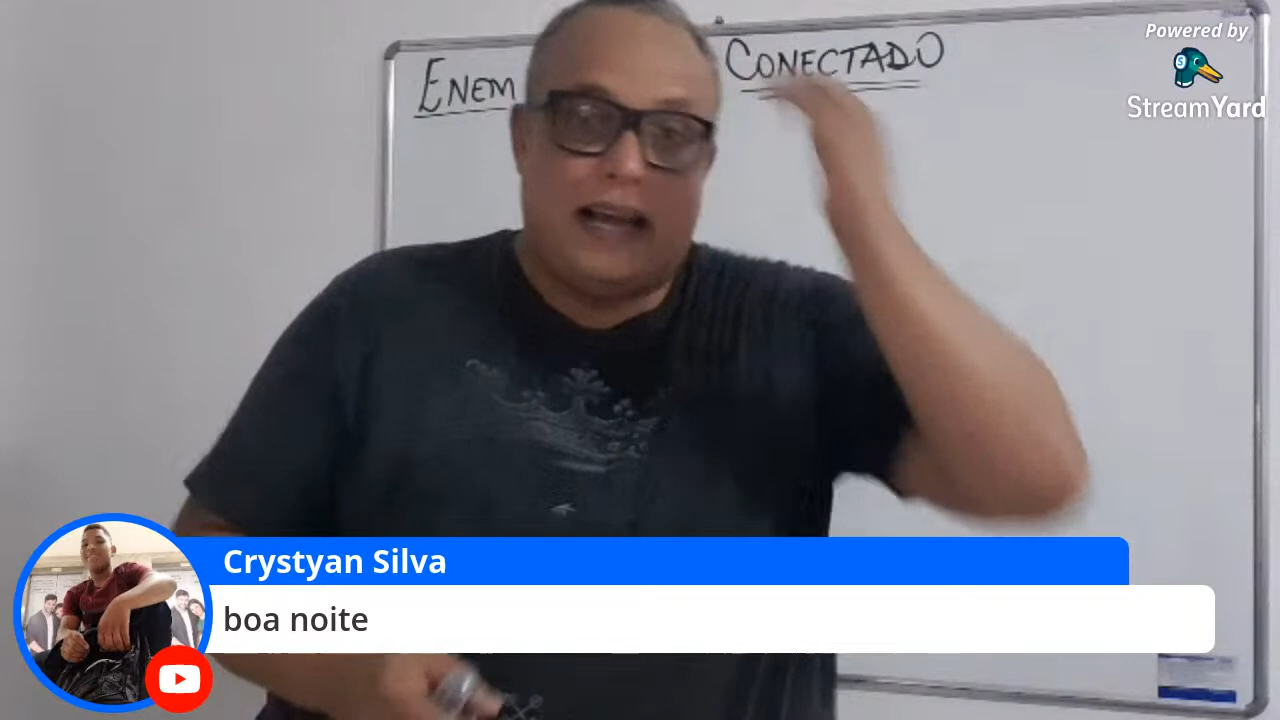 Powered by
StreamYard
ENEM CONECTADO
Crystyan Silva
boa noite